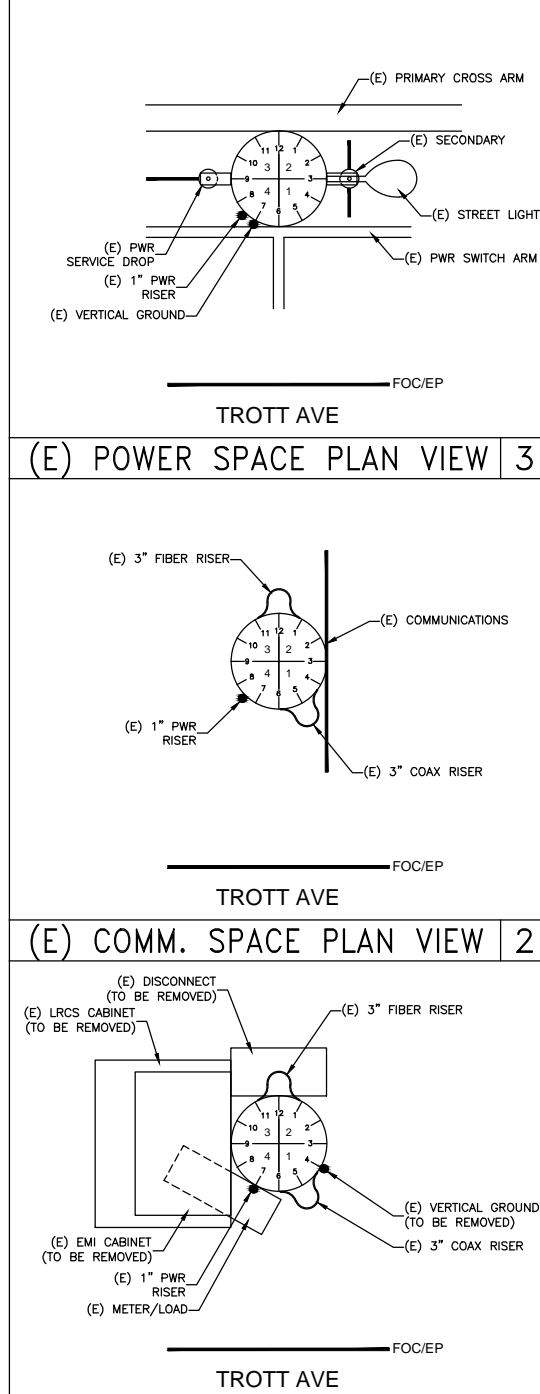 (E) PRIMARY CROSS ARM
(E) SECONDARY
11 12 1
10 3 2 2
9 3
8 4 1 4
7 6 5
(E) STREET LIGHT
(E) PWR
SERVICE DROP
(E) PWR SWITCH ARM
(E) 1" PWR
RISER
(E) VERTICAL GROUND
FOC/EP
TROTT AVE
(E) POWER SPACE PLAN VIEW 3
(E) 3" FIBER RISER
(E) COMMUNICATIONS
11 12 1
10 3 2 2
9 3
8 4 1 4
7 6 5
(E) 1" PWR
RISER
(E) 3" COAX RISER
FOC/EP
TROTT AVE
(E) COMM. SPACE PLAN VIEW 2
(E) DISCONNECT
(TO BE REMOVED)
(E) LRCS CABINET
(TO BE REMOVED)
(E) 3" FIBER RISER
11 12 1
10 3 2 2
9 3
8 4 1 4
7 6 5
(E) VERTICAL GROUND
(TO BE REMOVED)
(E) EMI CABINET
(TO BE REMOVED)
(E) 3" COAX RISER
(E) 1" PWR
RISER
(E) METER/LOAD
FOC/EP
TROTT AVE